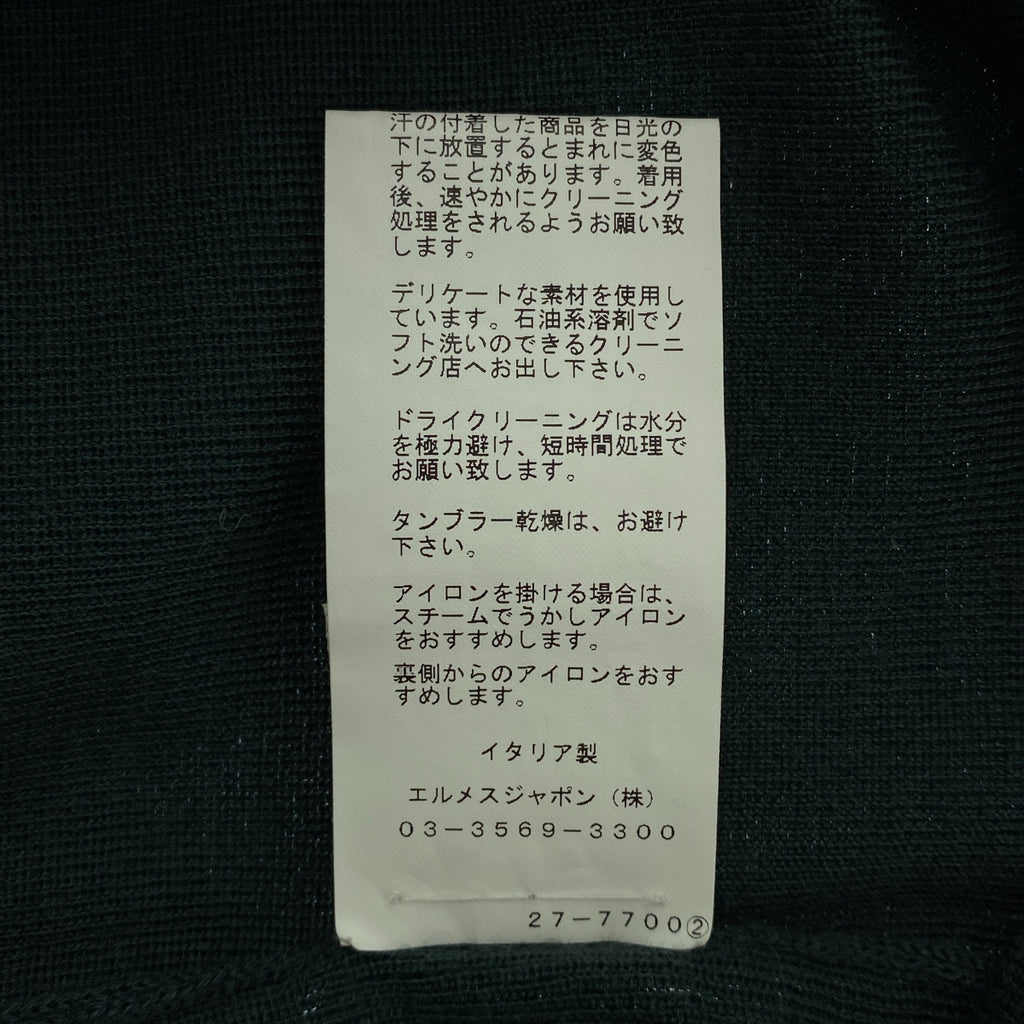 汗の付着した商品を日光の
下に放置するとまれに変色
することがあります。着用
後、速やかにクリーニング
処理をされるようお願い致
します。
デリケートな素材を使用し
ています。石油系溶剤でソ
フト洗いのできるクリーニ
ング店へお出し下さい。
ドライクリーニングは水分
を極力避け、短時間処理で
お願い致します。
タンブラー乾燥は、お避け
下さい。
アイロンを掛ける場合は、
スチームでうかしアイロン
をおすすめします。
裏側からのアイロンをおす
すめします。
イタリア製
エルメスジャポン（株）
０３－３５６９－３３００
２７－７７００②